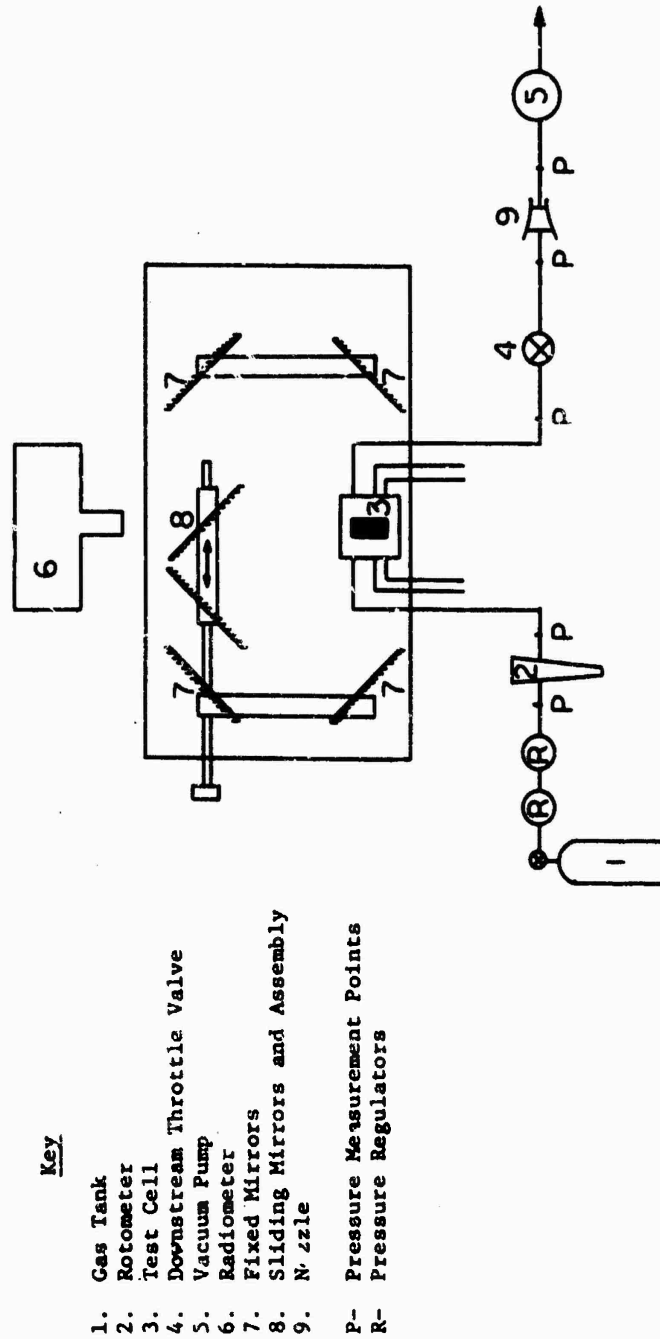 Key
1. Gas Tank
2. Rotometer
3. Test Cell
4. Downstream Throttle Valve
5. Vacuum Pump
6. Radiometer
7. Fixed Mirrors
8. Sliding Mirrors and Assembly
9. N zzle
P- Pressure Measurement Points
R- Pressure Regulators
6
7
8
7
7
7
3
1
R
R
P
2
P
P
4
P
9
P
5